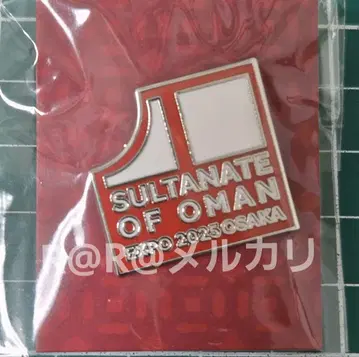 SULTANATE
OF OMAN
EXPO 2025 OSAKA
R@R@メルカリ